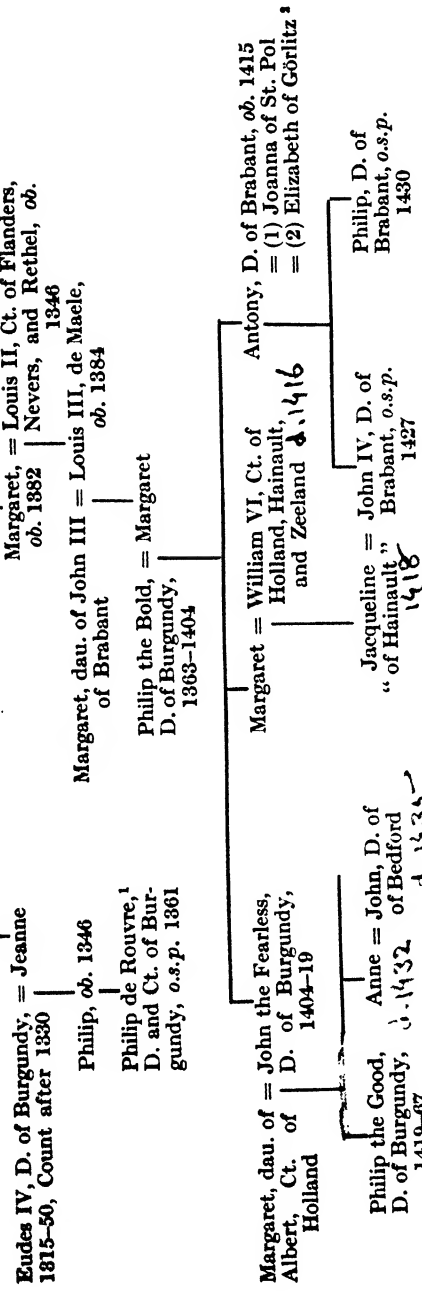 Eudes IV, D. of Burgundy, = Jeanne
1315–50, Count after 1330
Philip, ob. 1346
Philip de Rouvre,¹
D. and Ct. of Bur-
gundy, o.s.p. 1361
Margaret, = Louis II, Ct. of Flanders,
ob. 1382
Nevers, and Rethel, ob.
1346
Margaret, dau. of John III = Louis III, de Maele,
of Brabant
ob. 1384
Philip the Bold, = Margaret
D. of Burgundy,
1363–1404
Margaret, dau. of = John the Fearless,
Albert, Ct. of
Holland
D. of Burgundy,
1404–19
Margaret = William VI, Ct. of
Holland, Hainault,
and Zeeland d. 1416
Antony, D. of Brabant, ob. 1415
= (1) Joanna of St. Pol
= (2) Elizabeth of Görlitz ²
Philip the Good,
D. of Burgundy,
1419–67
Anne = John, D. of
of Bedford
d. 1432
d. 1435
Jacqueline = John IV, D. of
"of Hainault"
Brabant, o.s.p.
1427
1418
Philip, D. of
Brabant, o.s.p.
1430